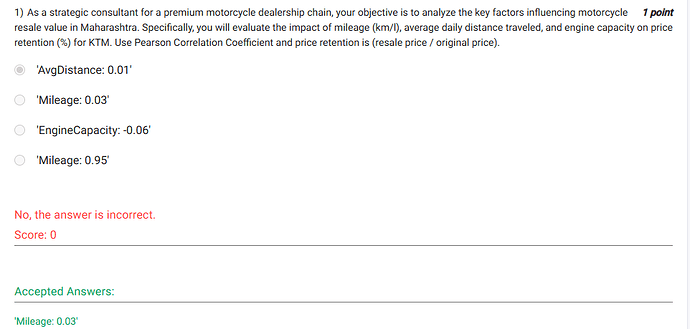 1) As a strategic consultant for a premium motorcycle dealership chain, your objective is to analyze the key factors influencing motorcycle 1 point
resale value in Maharashtra. Specifically, you will evaluate the impact of mileage (km/l), average daily distance traveled, and engine capacity on price
retention (%) for KTM. Use Pearson Correlation Coefficient and price retention is (resale price / original price).
'AvgDistance: 0.01'
'Mileage: 0.03'
'EngineCapacity: -0.06'
'Mileage: 0.95'
No, the answer is incorrect.
Score: 0
Accepted Answers:
'Mileage: 0.03'